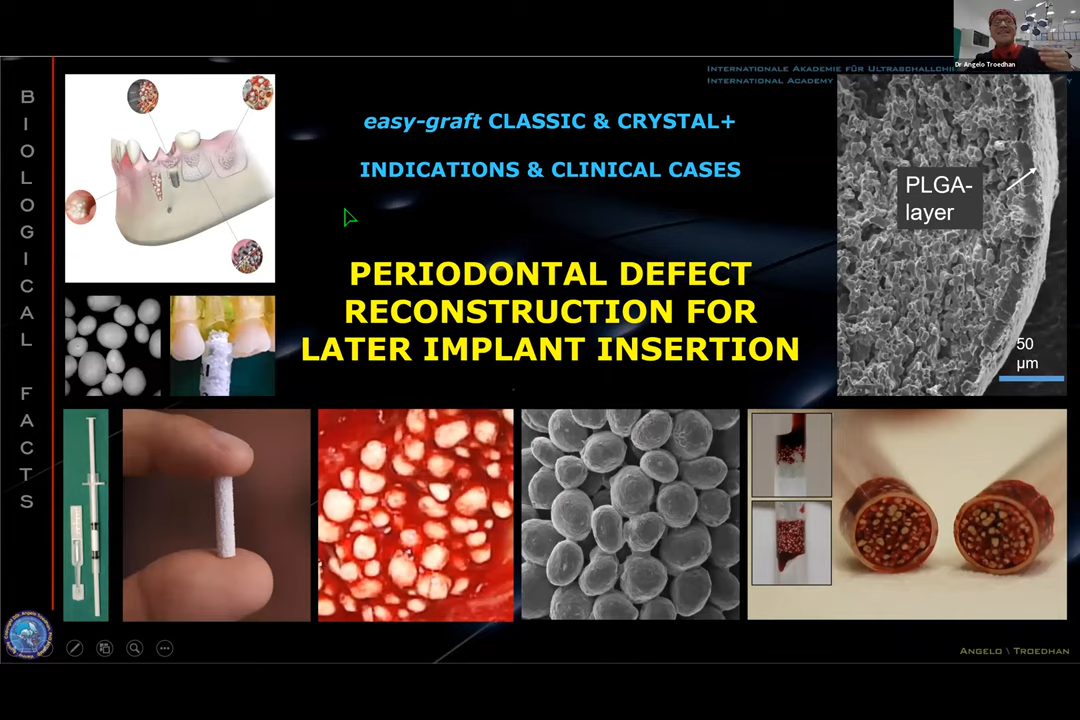 Dr Angelo Troedhan
INTERNATIONALE AKADEMIE FÜR ULTRASCHALLCHI
INTERNATIONAL ACADEMY
BIOLOGICAL FACTS
easy-graft CLASSIC & CRYSTAL+
INDICATIONS & CLINICAL CASES
PERIODONTAL DEFECT
RECONSTRUCTION FOR
LATER IMPLANT INSERTION
PLGA-
layer
50
µm
ANGELO \ TROEDHAN